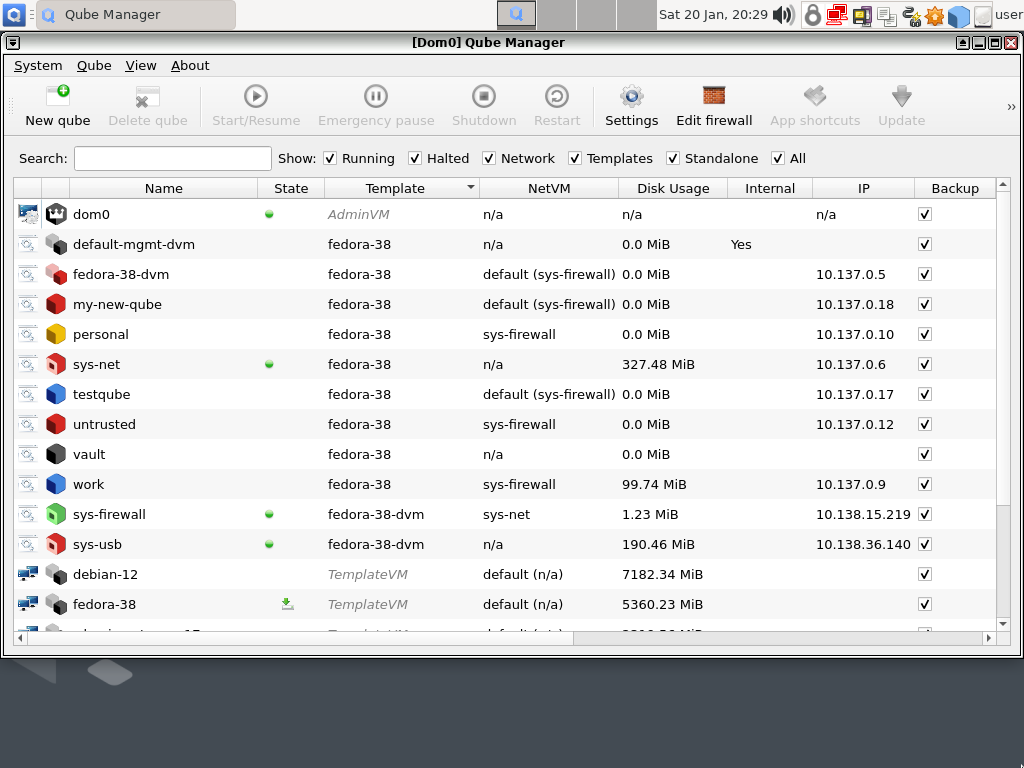 Qube Manager
Sat 20 Jan, 20:29
user
[Dom0] Qube Manager
System Qube View About
New qube Delete qube Start/Resume Emergency pause Shutdown Restart Settings Edit firewall App shortcuts Update
Search: Show: Running Halted Network Templates Standalone All
Name State Template NetVM Disk Usage Internal IP Backup
dom0 AdminVM n/a n/a n/a
default-mgmt-dvm fedora-38 n/a 0.0 MiB Yes
fedora-38-dvm fedora-38 default (sys-firewall) 0.0 MiB 10.137.0.5
my-new-qube fedora-38 default (sys-firewall) 0.0 MiB 10.137.0.18
personal fedora-38 sys-firewall 0.0 MiB 10.137.0.10
sys-net fedora-38 n/a 327.48 MiB 10.137.0.6
testqube fedora-38 default (sys-firewall) 0.0 MiB 10.137.0.17
untrusted fedora-38 sys-firewall 0.0 MiB 10.137.0.12
vault fedora-38 n/a 0.0 MiB
work fedora-38 sys-firewall 99.74 MiB 10.137.0.9
sys-firewall fedora-38-dvm sys-net 1.23 MiB 10.138.15.219
sys-usb fedora-38-dvm n/a 190.46 MiB 10.138.36.140
debian-12 TemplateVM default (n/a) 7182.34 MiB
fedora-38 TemplateVM default (n/a) 5360.23 MiB